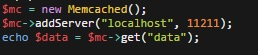 $mc = new Memcached();
$mc->addServer("localhost", 11211);
echo $data = $mc->get("data");